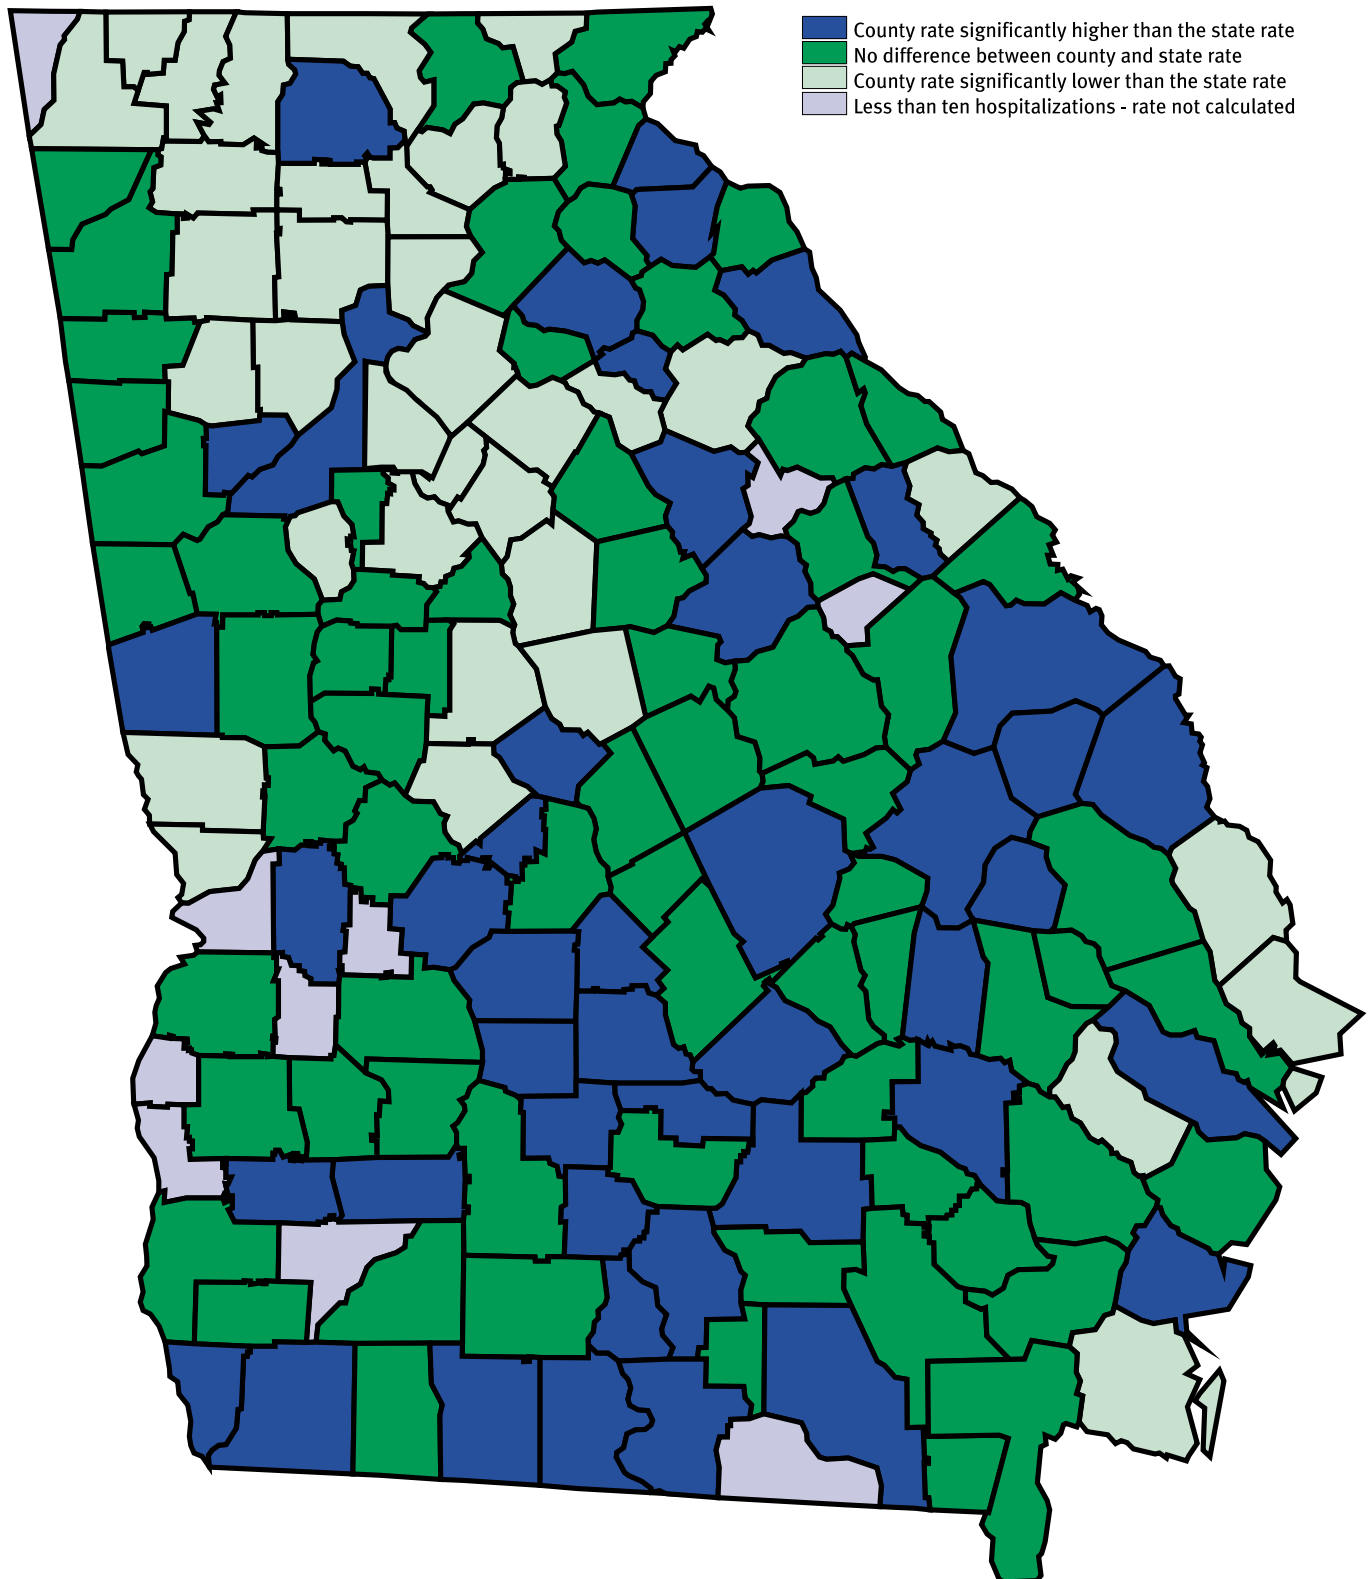 County rate significantly higher than the state rate
No difference between county and state rate
County rate significantly lower than the state rate
Less than ten hospitalizations - rate not calculated